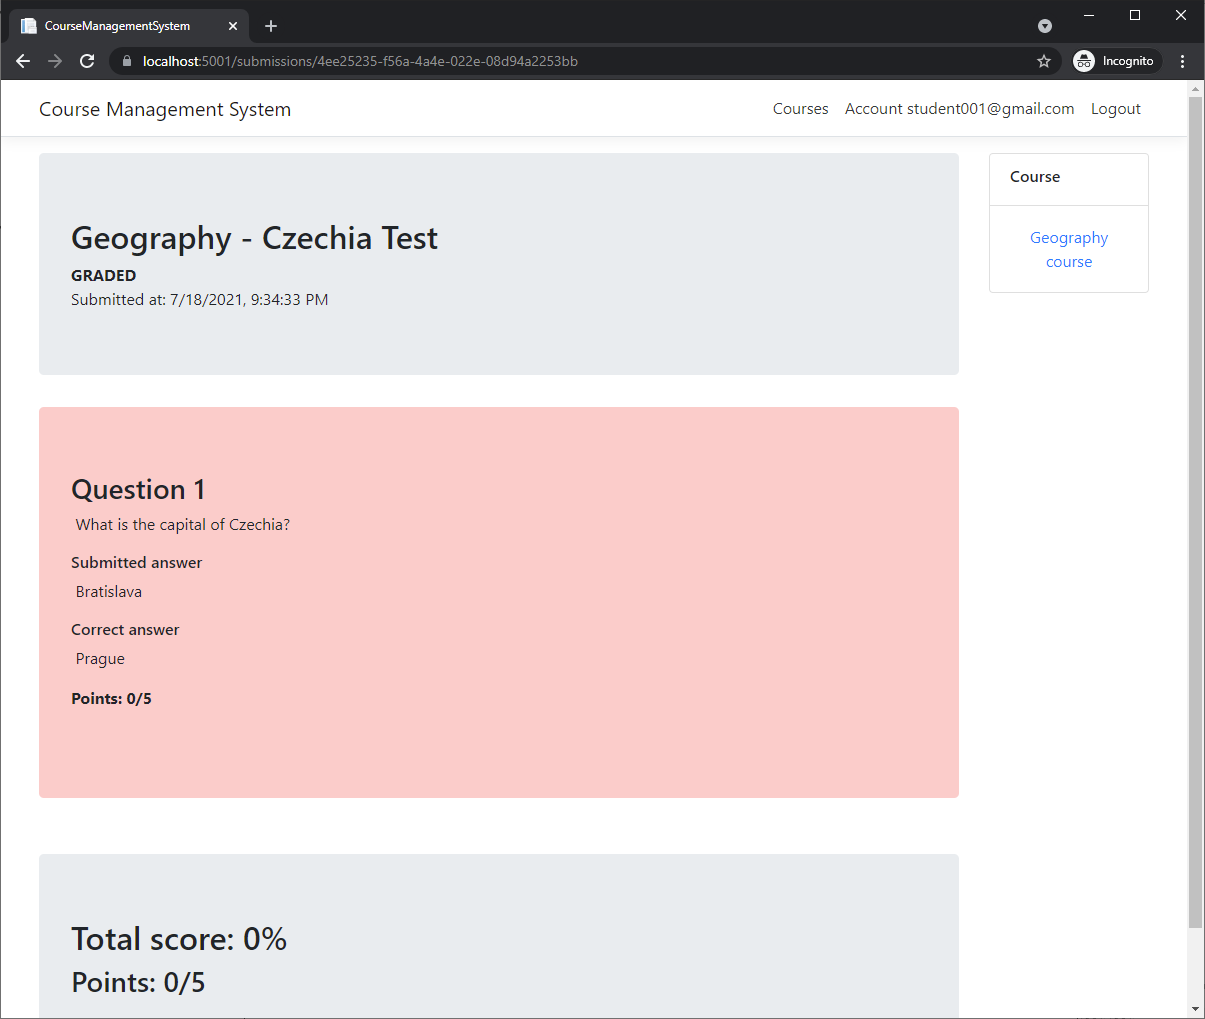 CourseManagementSystem
localhost:5001/submissions/4ee25235-f56a-4a4e-022e-08d94a2253bb
Incognito
Course Management System
Courses Account student001@gmail.com Logout
Geography - Czechia Test
GRADED
Submitted at: 7/18/2021, 9:34:33 PM
Course
Geography
course
Question 1
What is the capital of Czechia?
Submitted answer
Bratislava
Correct answer
Prague
Points: 0/5
Total score: 0%
Points: 0/5